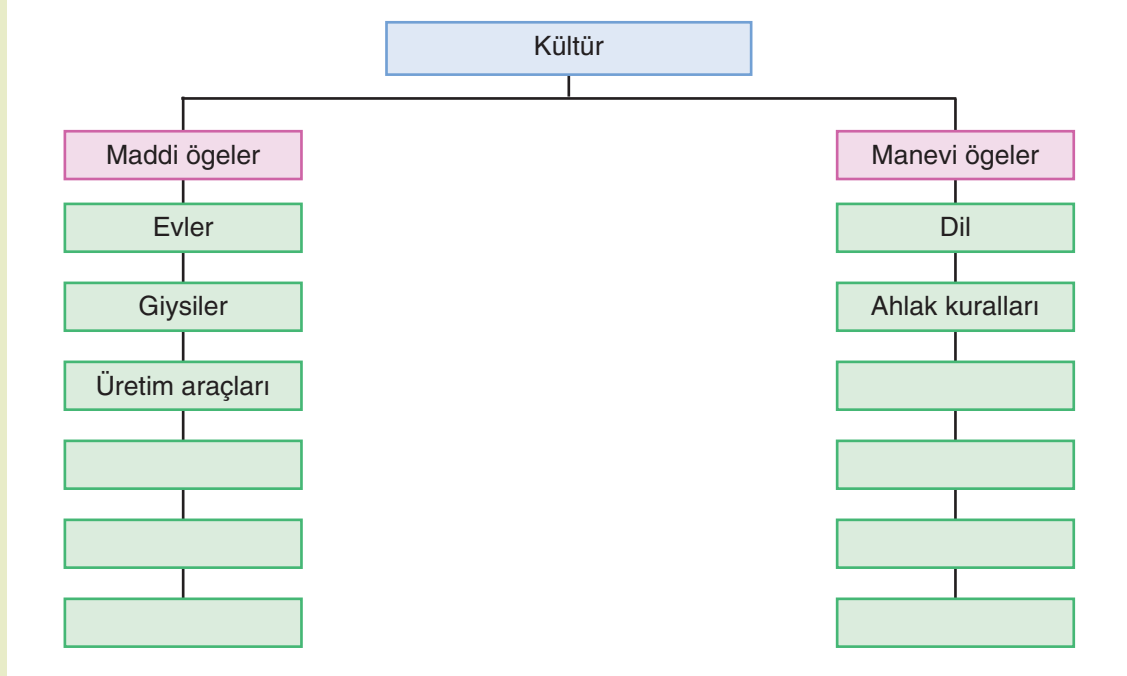 Kültür
Maddi ögeler
Manevi ögeler
Evler
Dil
Giysiler
Ahlak kuralları
Üretim araçları